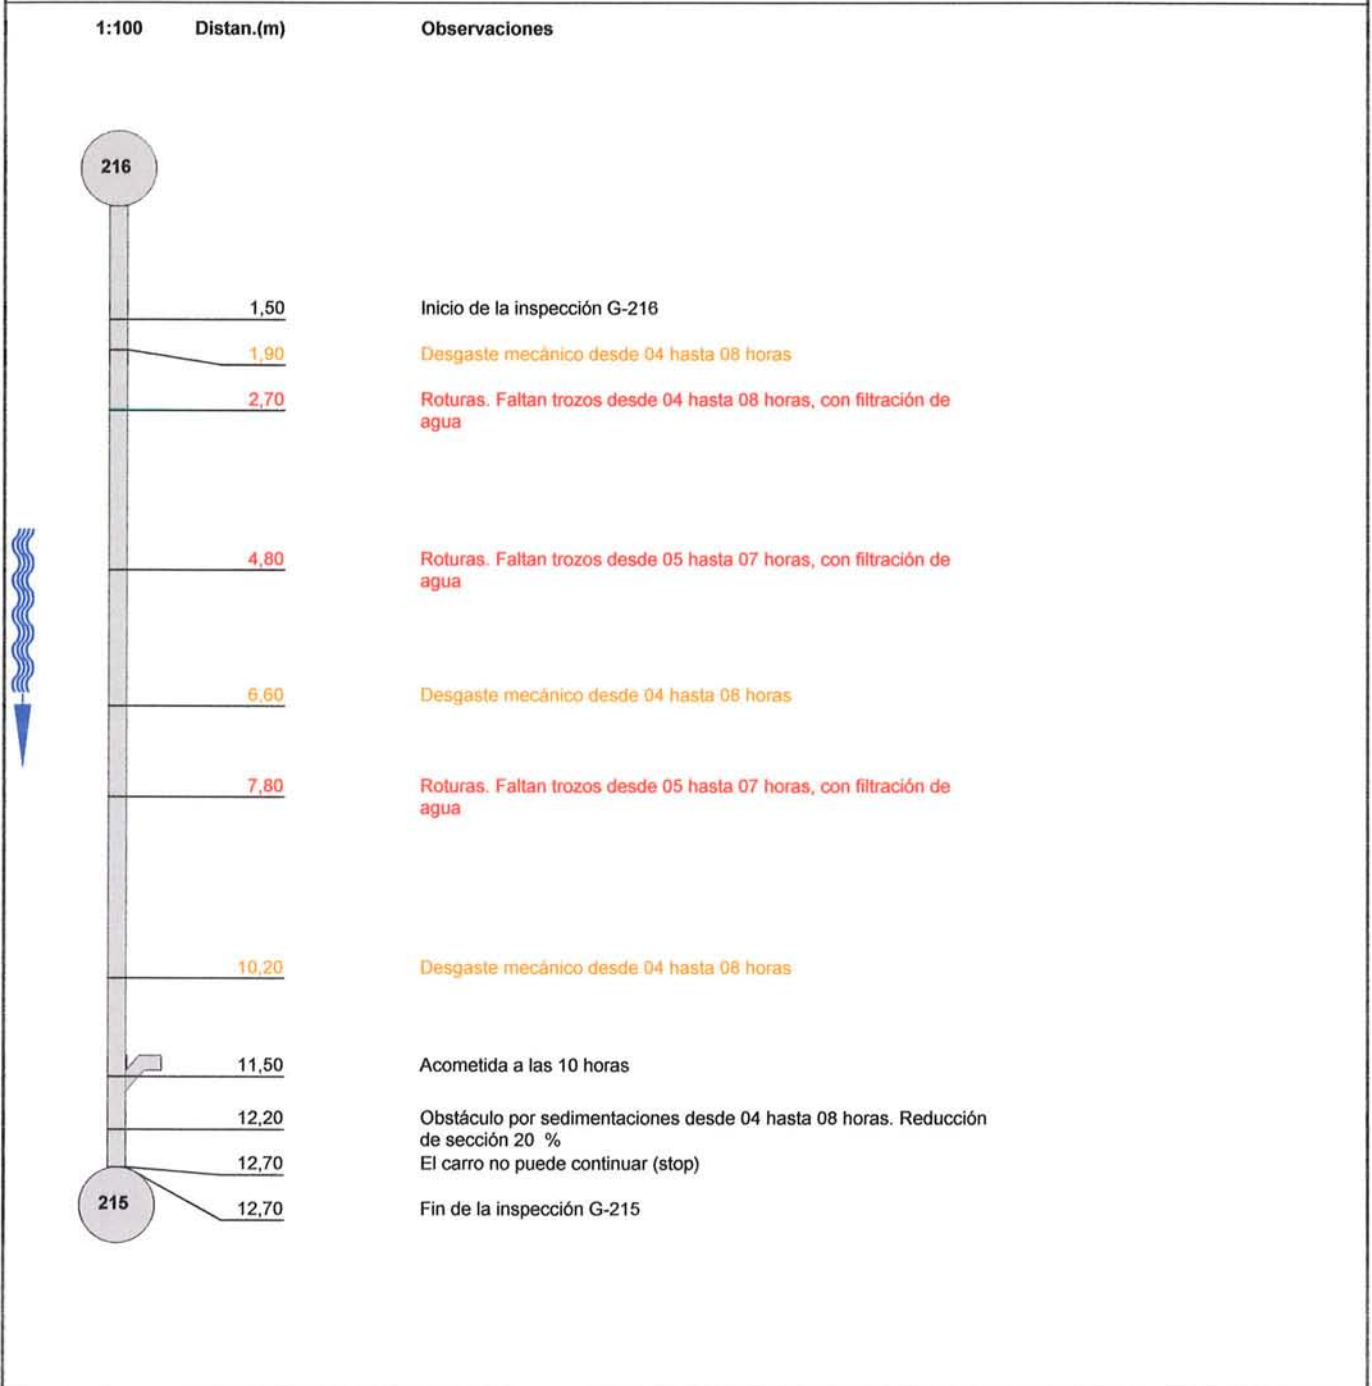 1:100 Distan.(m) Observaciones
216
1,50 Inicio de la inspección G-216
1,90 Desgaste mecánico desde 04 hasta 08 horas
2,70 Roturas. Faltan trozos desde 04 hasta 08 horas, con filtración de
agua
4,80 Roturas. Faltan trozos desde 05 hasta 07 horas, con filtración de
agua
6,60 Desgaste mecánico desde 04 hasta 08 horas
7,80 Roturas. Faltan trozos desde 05 hasta 07 horas, con filtración de
agua
10,20 Desgaste mecánico desde 04 hasta 08 horas
11,50 Acometida a las 10 horas
12,20 Obstáculo por sedimentaciones desde 04 hasta 08 horas. Reducción
de sección 20 %
12,70 El carro no puede continuar (stop)
215
12,70 Fin de la inspección G-215